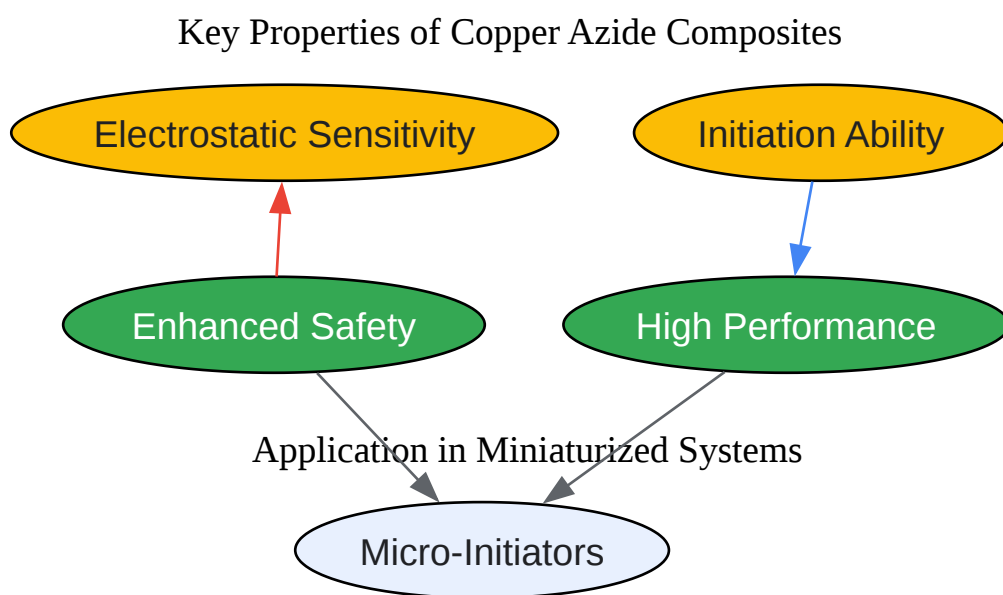 Key Properties of Copper Azide Composites
Electrostatic Sensitivity
Initiation Ability
Enhanced Safety
High Performance
Application in Miniaturized Systems
Micro-Initiators